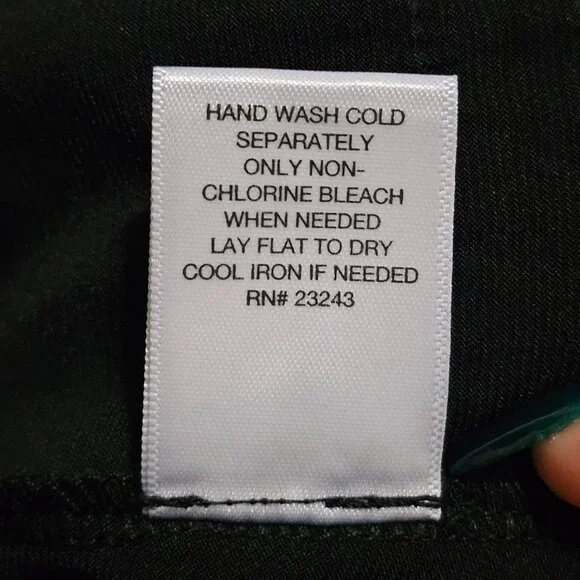 HAND WASH COLD
SEPARATELY
ONLY NON-
CHLORINE BLEACH
WHEN NEEDED
LAY FLAT TO DRY
COOL IRON IF NEEDED
RN# 23243